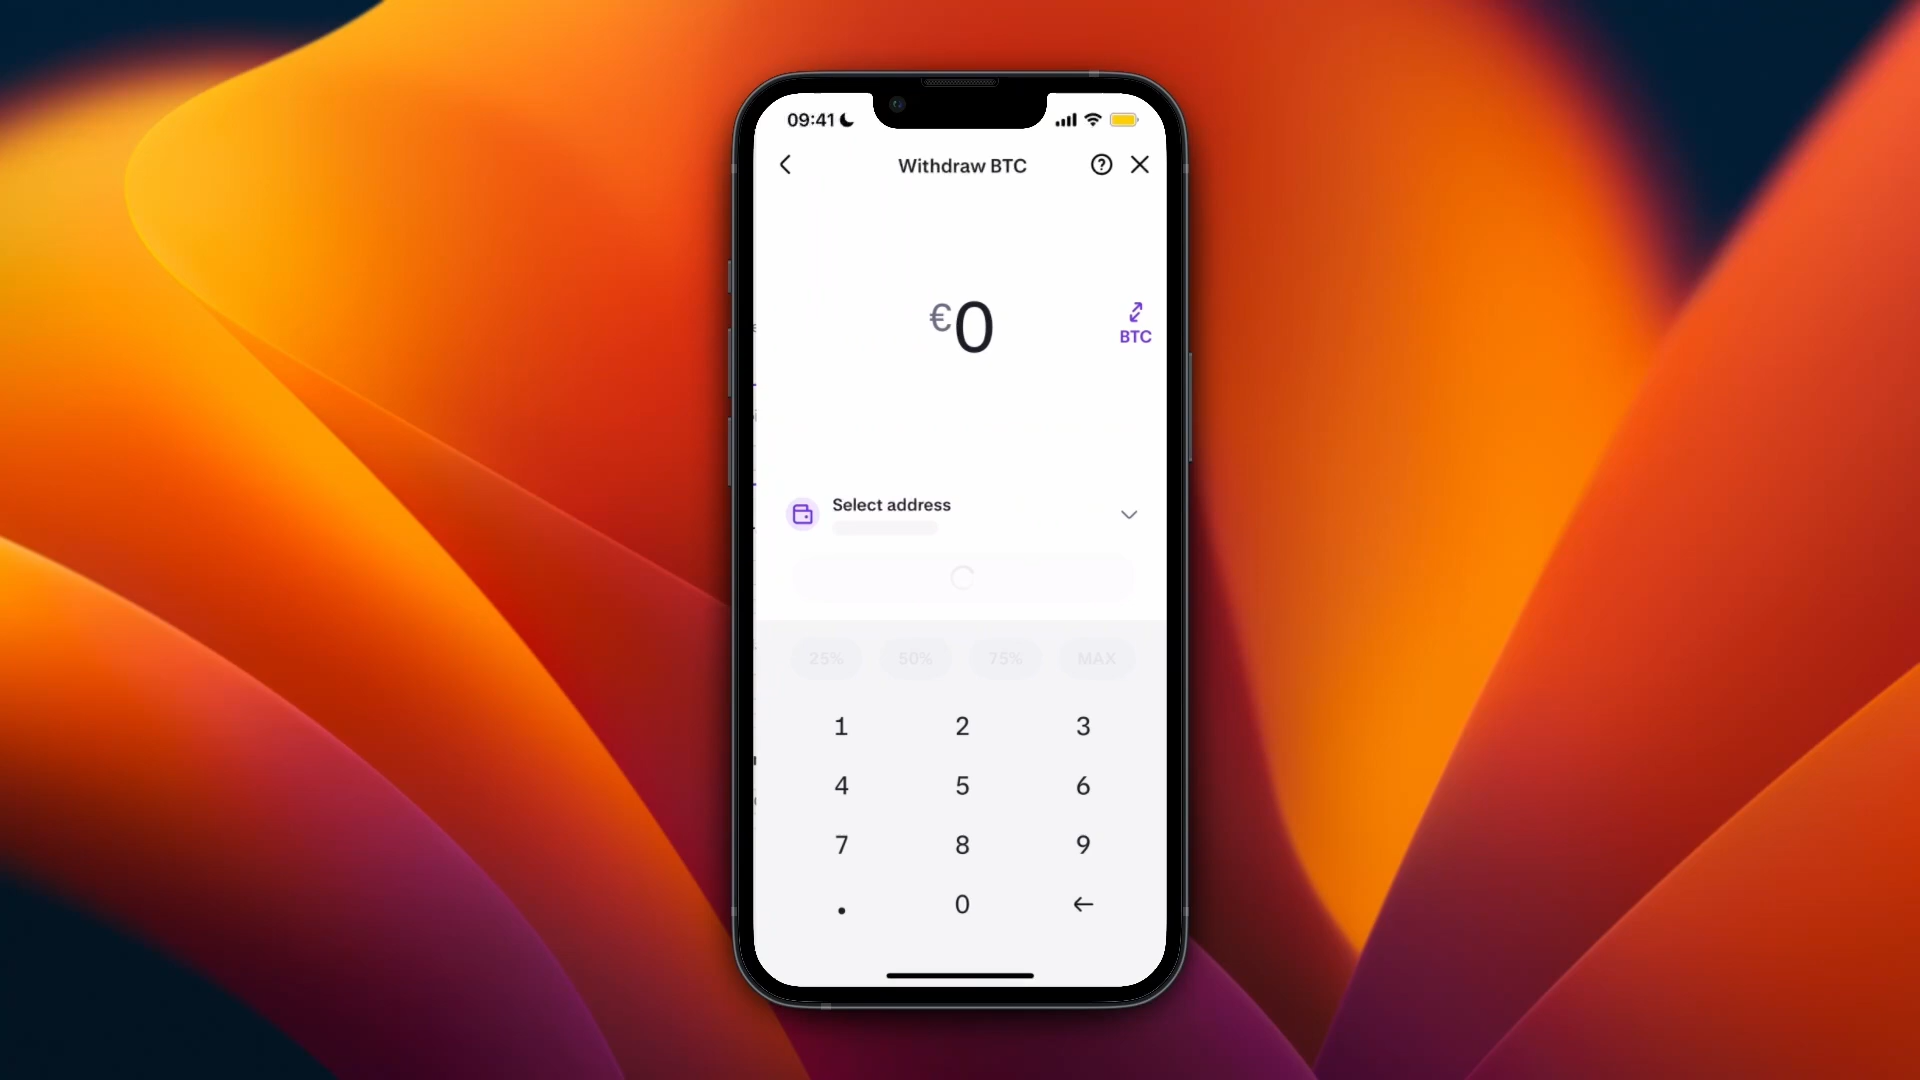 09:41
Withdraw BTC
€0
BTC
Select address
25% 50% 75% MAX
1 2 3
4 5 6
7 8 9
. 0 ←